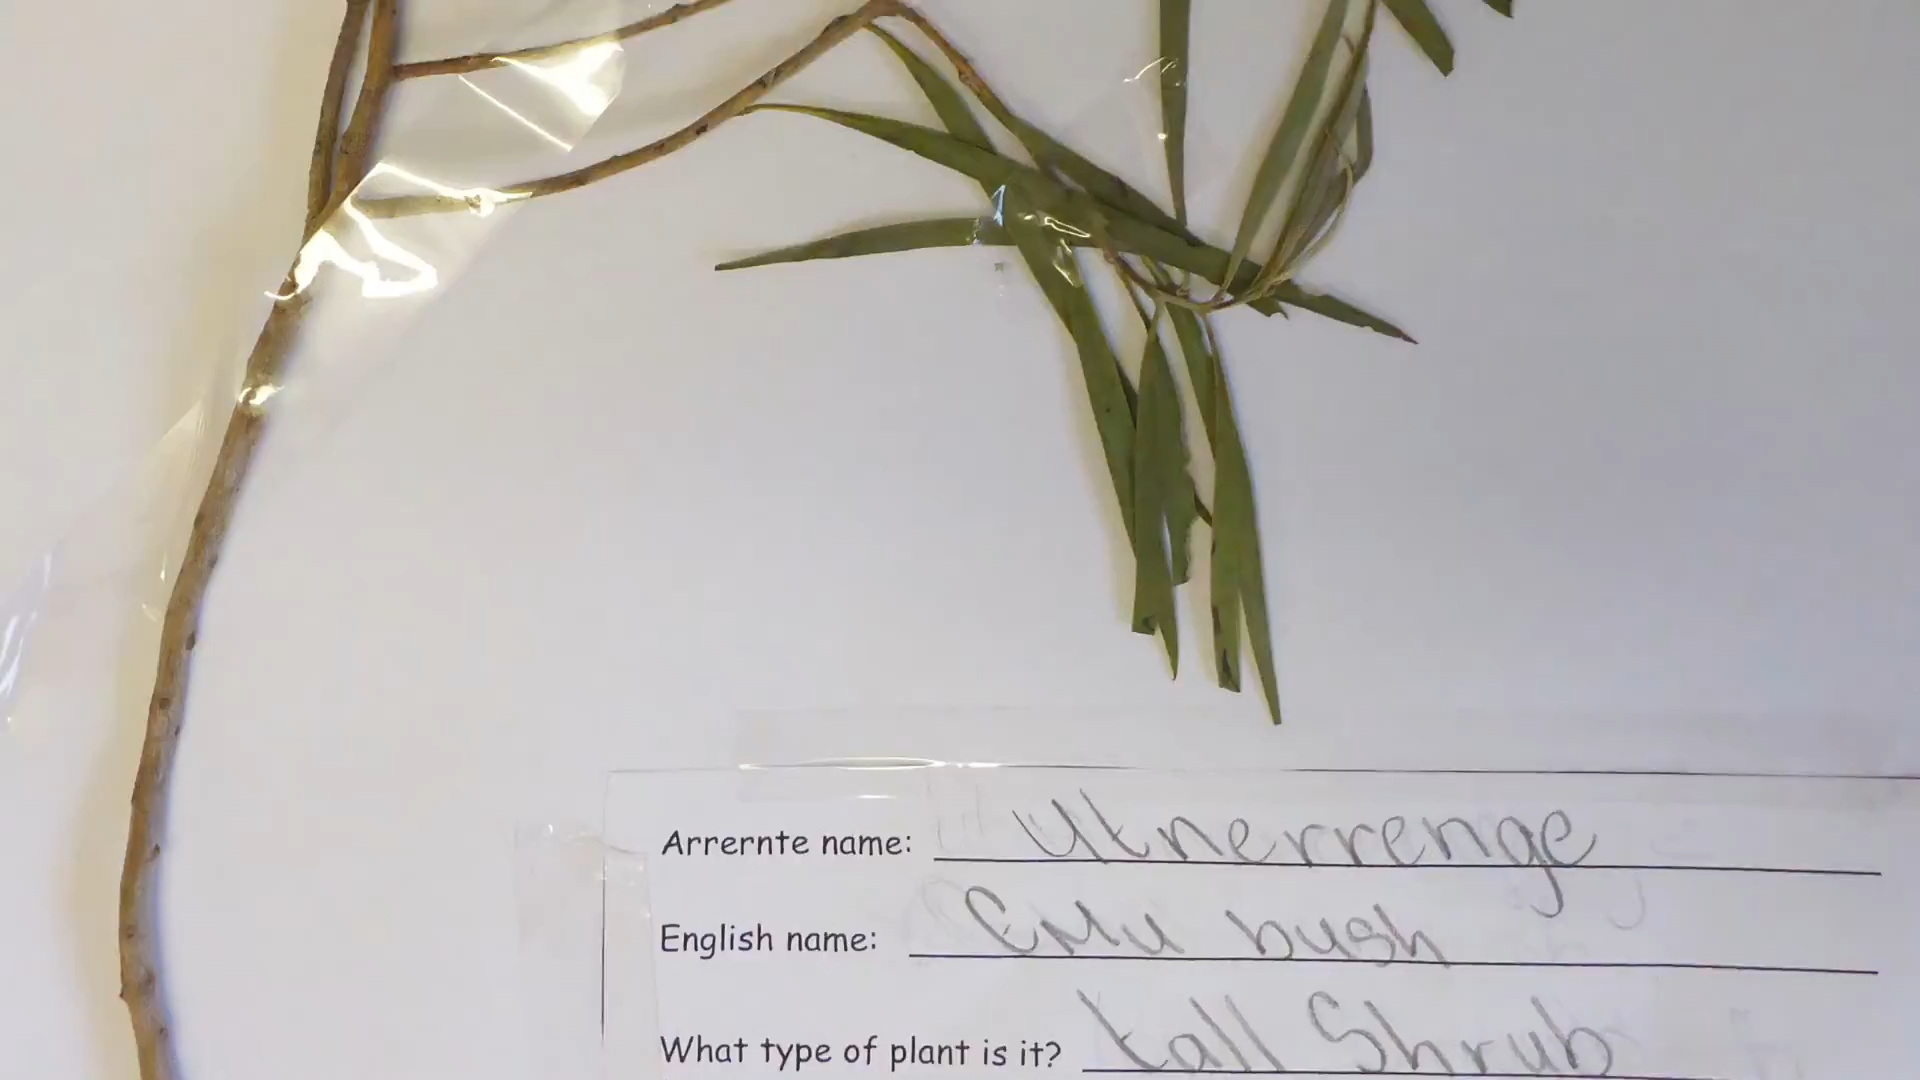 Arrernte name: Utnerrenge
English name: Emu bush
What type of plant is it? tall Shrub